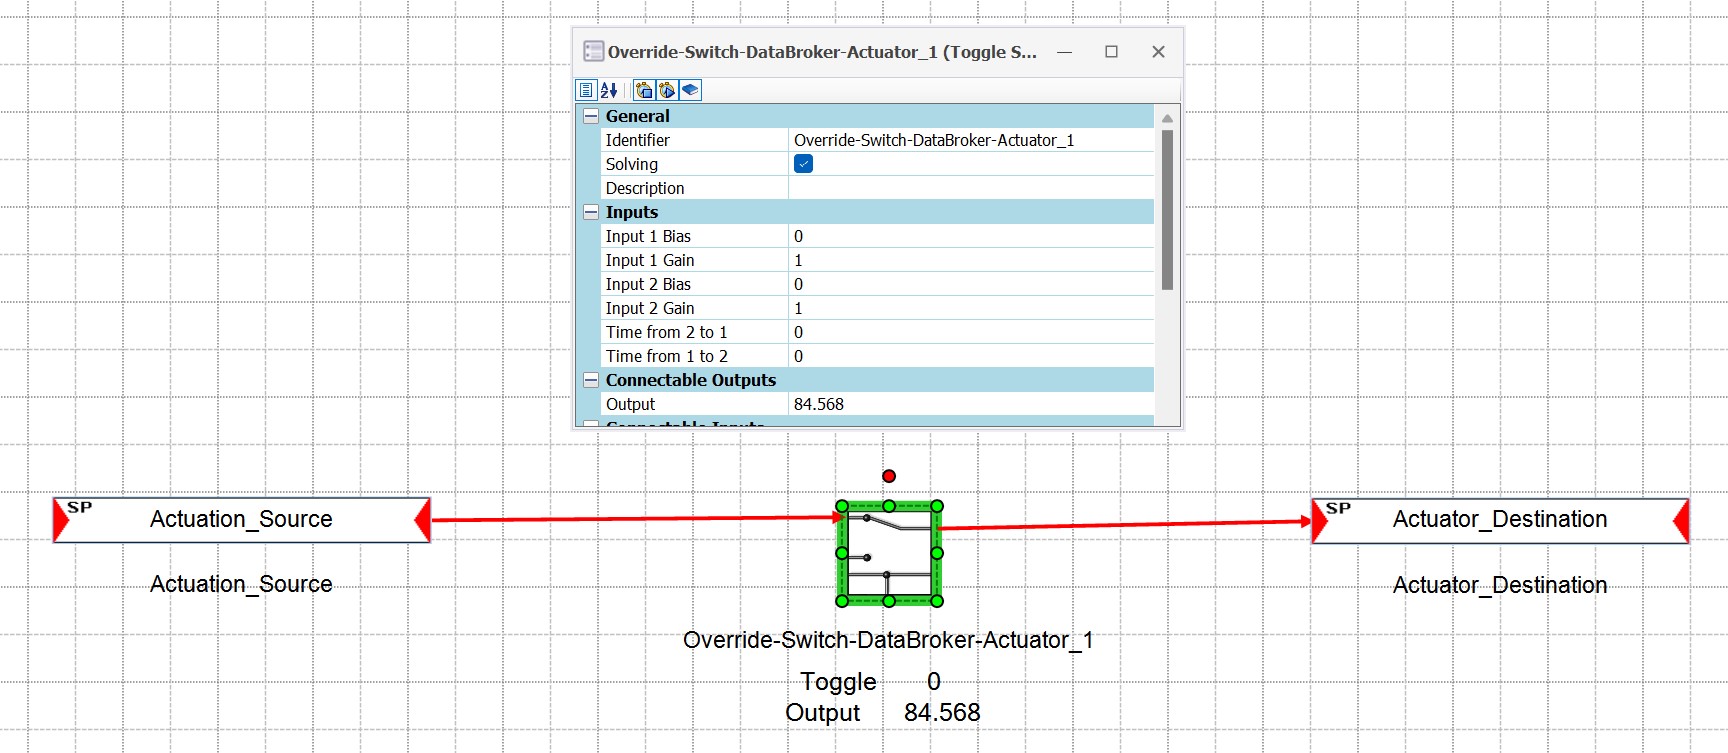 Override-Switch-DataBroker-Actuator_1 (Toggle S...
General
Identifier Override-Switch-DataBroker-Actuator_1
Solving
Description
Inputs
Input 1 Bias 0
Input 1 Gain 1
Input 2 Bias 0
Input 2 Gain 1
Time from 2 to 1 0
Time from 1 to 2 0
Connectable Outputs
Output 84.568
Connectable Inputs
SP Actuation_Source
Actuation_Source
SP Actuator_Destination
Actuator_Destination
Override-Switch-DataBroker-Actuator_1
Toggle 0
Output 84.568